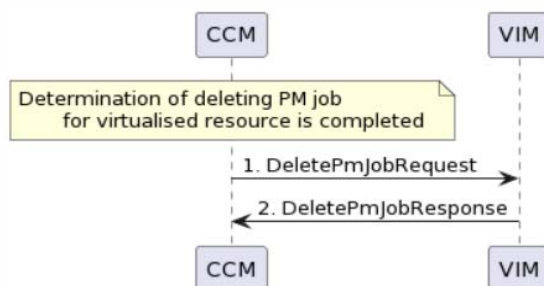 CCM
VIM
Determination of deleting PM job
for virtualised resource is completed
1. DeletePmJobRequest
2. DeletePmJobResponse
CCM
VIM